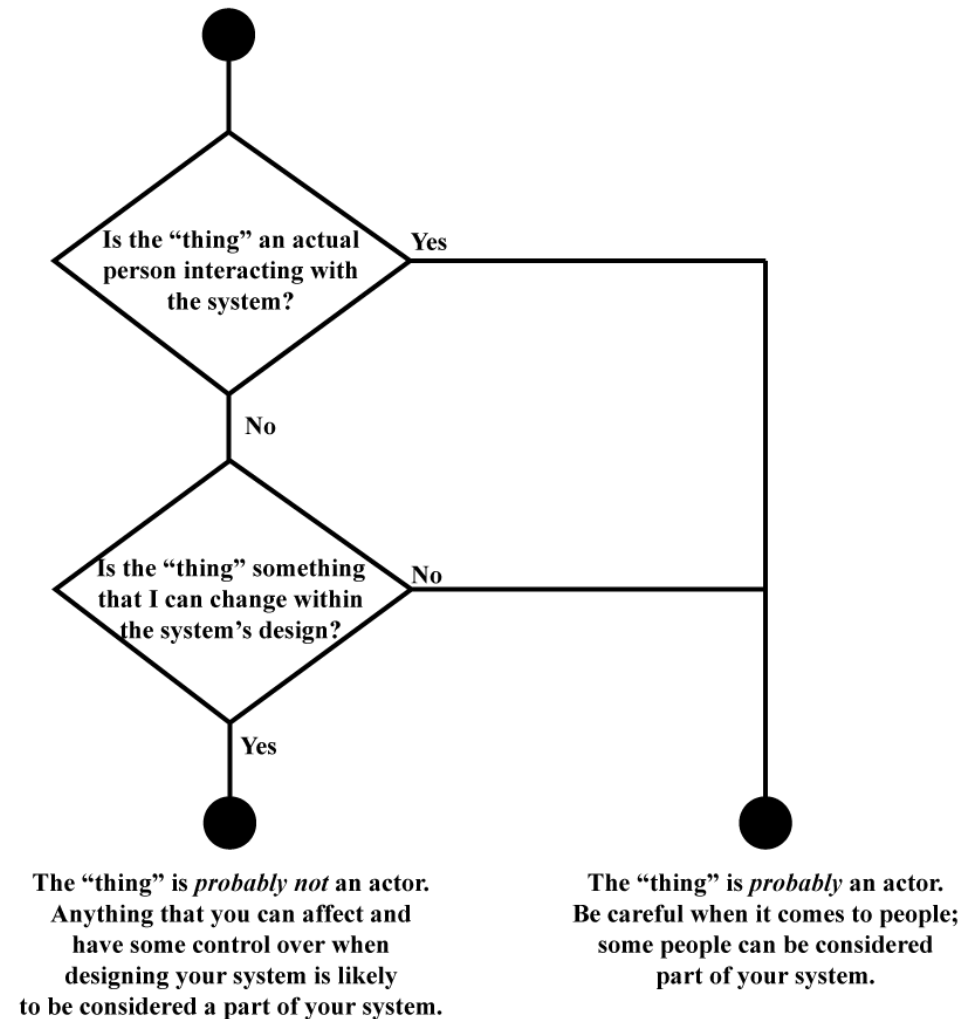 Is the “thing” an actual
person interacting with
the system?
Yes
No
Is the “thing” something
that I can change within
the system’s design?
No
Yes
The “thing” is probably not an actor.
Anything that you can affect and
have some control over when
designing your system is likely
to be considered a part of your system.
The “thing” is probably an actor.
Be careful when it comes to people;
some people can be considered
part of your system.